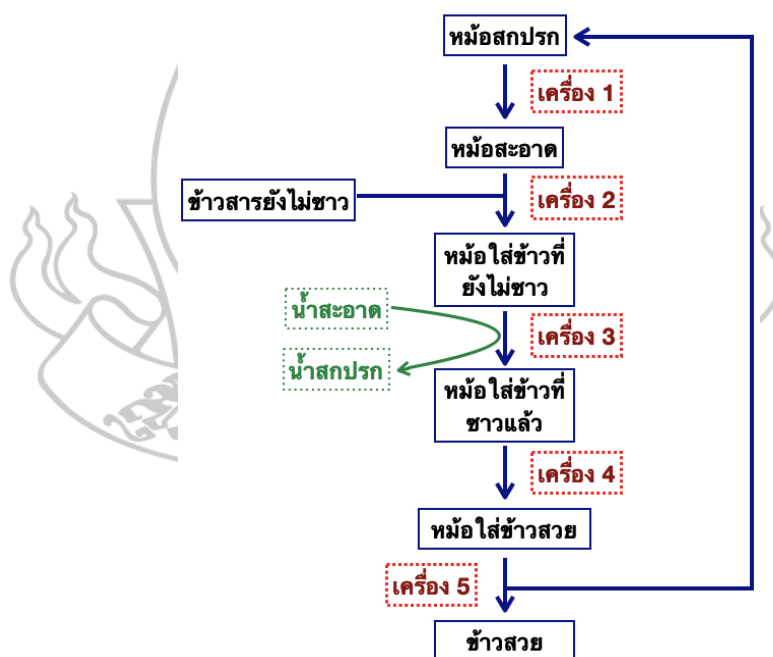 หม้อสกปรก
เครื่อง 1
หม้อสะอาด
ข้าวสารยังไม่ซาว
เครื่อง 2
หม้อใส่ข้าวที่
ยังไม่ซาว
น้ำสะอาด
เครื่อง 3
น้ำสกปรก
หม้อใส่ข้าวที่
ซาวแล้ว
เครื่อง 4
หม้อใส่ข้าวสวย
เครื่อง 5
ข้าวสวย